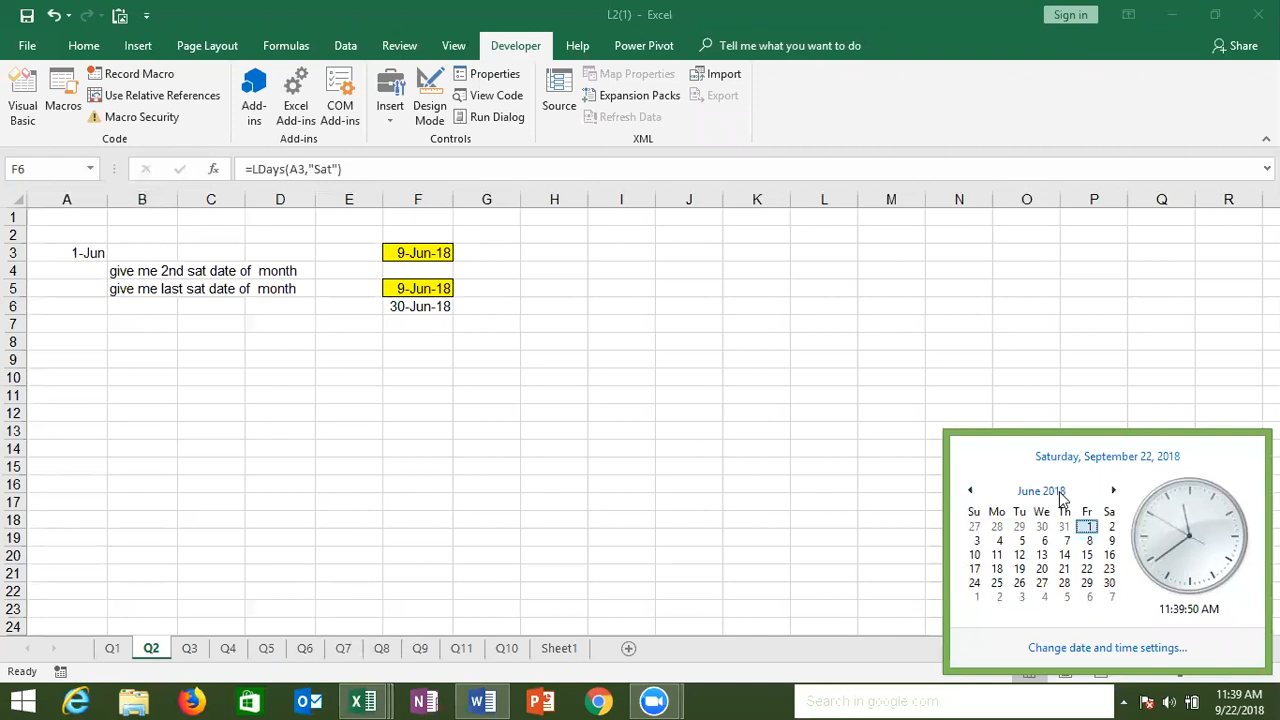 L2(1) - Excel
Sign in
File Home Insert Page Layout Formulas Data Review View Developer Help Power Pivot Tell me what you want to do Share
Visual Basic
Macros
Record Macro
Use Relative References
Macro Security
Code
Add-ins
Excel Add-ins
COM Add-ins
Add-ins
Insert
Design Mode
Properties
View Code
Run Dialog
Controls
Source
Map Properties
Expansion Packs
Refresh Data
Import
Export
XML
F6
fx
=LDays(A3,"Sat")
A B C D E F G H I J K L M N O P Q R
1
2
3 1-Jun 9-Jun-18
4 give me 2nd sat date of month
5 give me last sat date of month 9-Jun-18
6 30-Jun-18
7
8
9
10
11
12
13
14
15
16
17
18
19
20
21
22
23
24
Saturday, September 22, 2018
June 2018
Su Mo Tu We Th Fr Sa
27 28 29 30 31 1 2
3 4 5 6 7 8 9
10 11 12 13 14 15 16
17 18 19 20 21 22 23
24 25 26 27 28 29 30
1 2 3 4 5 6 7
11:39:50 AM
Change date and time settings...
Q1 Q2 Q3 Q4 Q5 Q6 Q7 Q8 Q9 Q11 Q10 Sheet1
Ready
Search in google.com
11:39 AM
9/22/2018